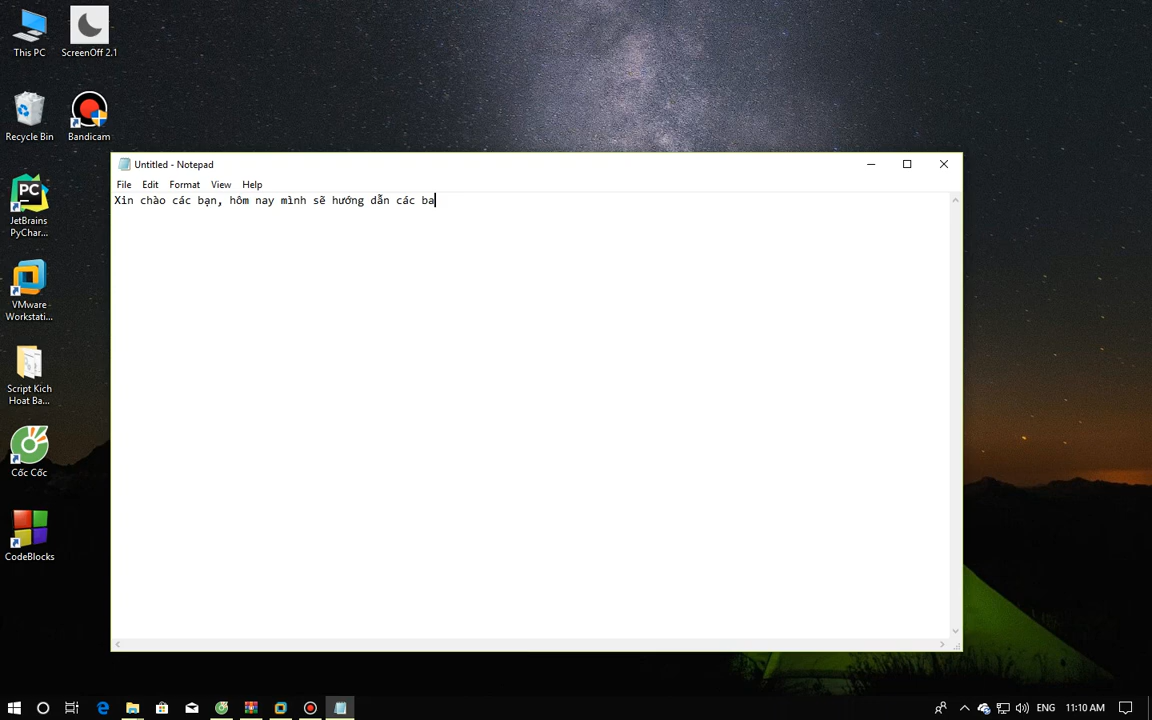 This PC
ScreenOff 2.1
Recycle Bin
Bandicam
Untitled - Notepad
File Edit Format View Help
Xin chào các bạn, hôm nay mình sẽ hướng dẫn các ba
PC
JetBrains
PyChar...
VMware
Workstati...
Script Kich
Hoat Ba...
Cốc Cốc
CodeBlocks
ENG
11:10 AM